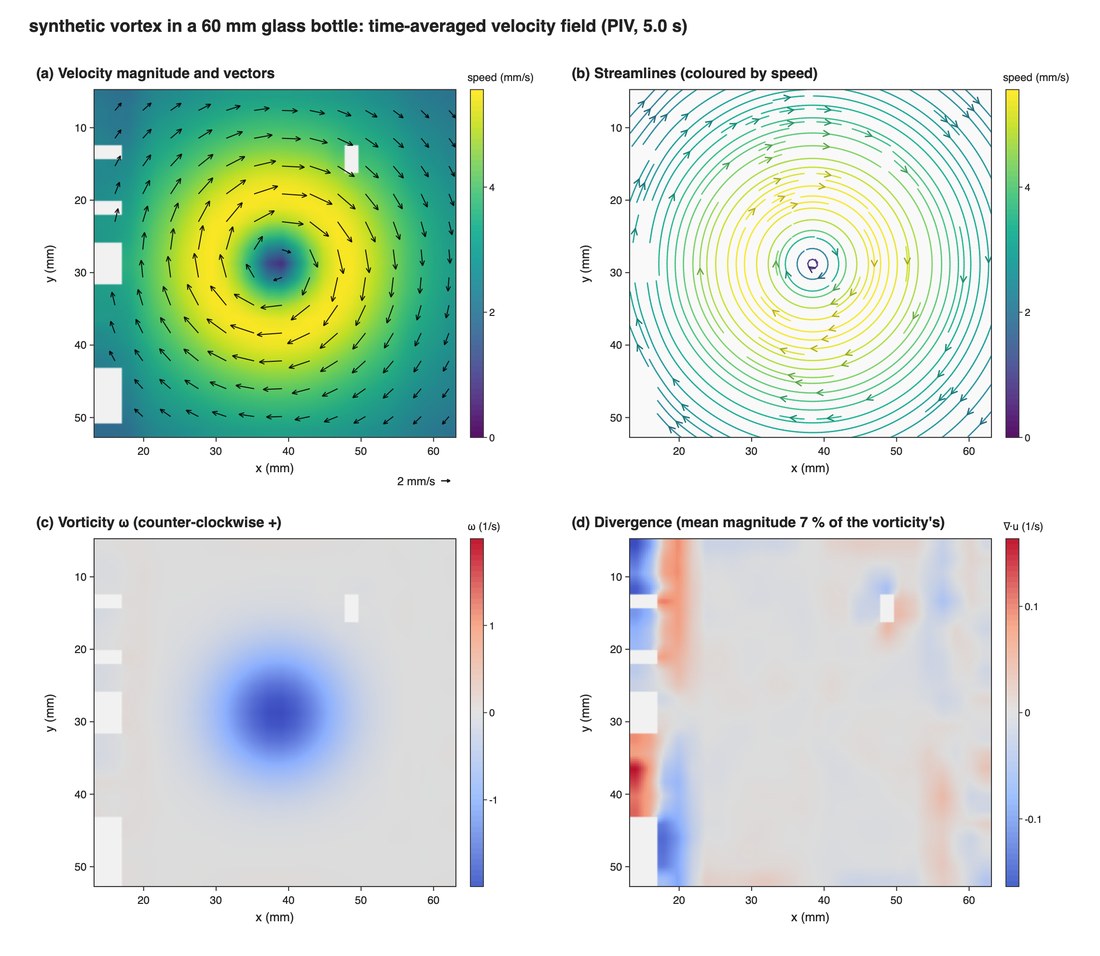 synthetic vortex in a 60 mm glass bottle: time-averaged velocity field (PIV, 5.0 s)
(a) Velocity magnitude and vectors
speed (mm/s)
10
20
30
40
50
y (mm)
20
30
40
50
60
x (mm)
4
2
0
2 mm/s
(b) Streamlines (coloured by speed)
speed (mm/s)
10
20
30
40
50
y (mm)
20
30
40
50
60
x (mm)
4
2
0
(c) Vorticity ω (counter-clockwise +)
ω (1/s)
10
20
30
40
50
y (mm)
20
30
40
50
60
x (mm)
1
0
-1
(d) Divergence (mean magnitude 7 % of the vorticity's)
∇·u (1/s)
10
20
30
40
50
y (mm)
20
30
40
50
60
x (mm)
0.1
0
-0.1